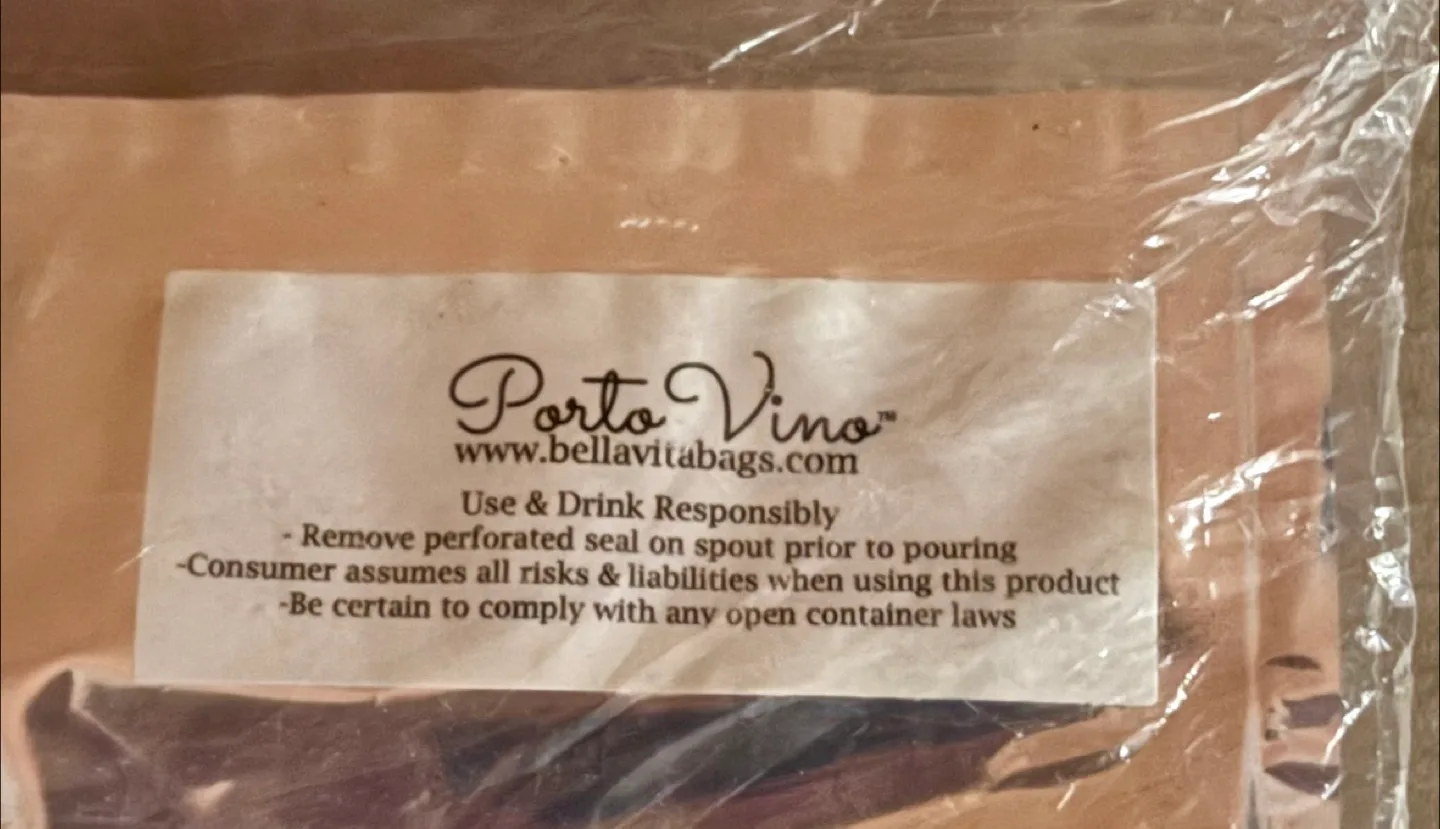 Porto Vino™
www.bellavitabags.com
Use & Drink Responsibly
- Remove perforated seal on spout prior to pouring
-Consumer assumes all risks & liabilities when using this product
-Be certain to comply with any open container laws